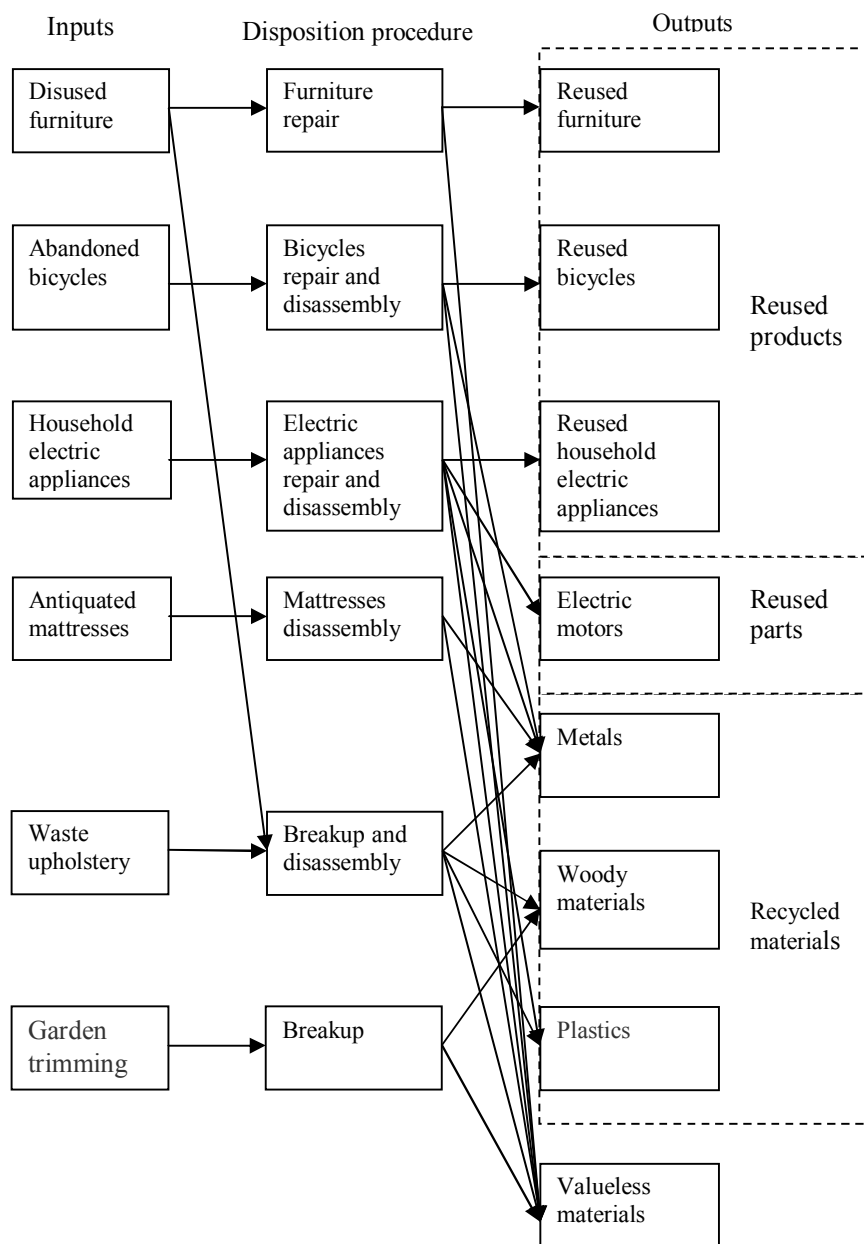 Inputs
Disposition procedure
Outputs
Disused
furniture
Furniture
repair
Reused
furniture
Abandoned
bicycles
Bicycles
repair and
disassembly
Reused
bicycles
Reused
products
Household
electric
appliances
Electric
appliances
repair and
disassembly
Reused
household
electric
appliances
Antiquated
mattresses
Mattresses
disassembly
Electric
motors
Reused
parts
Metals
Waste
upholstery
Breakup and
disassembly
Woody
materials
Recycled
materials
Garden
trimming
Breakup
Plastics
Valueless
materials